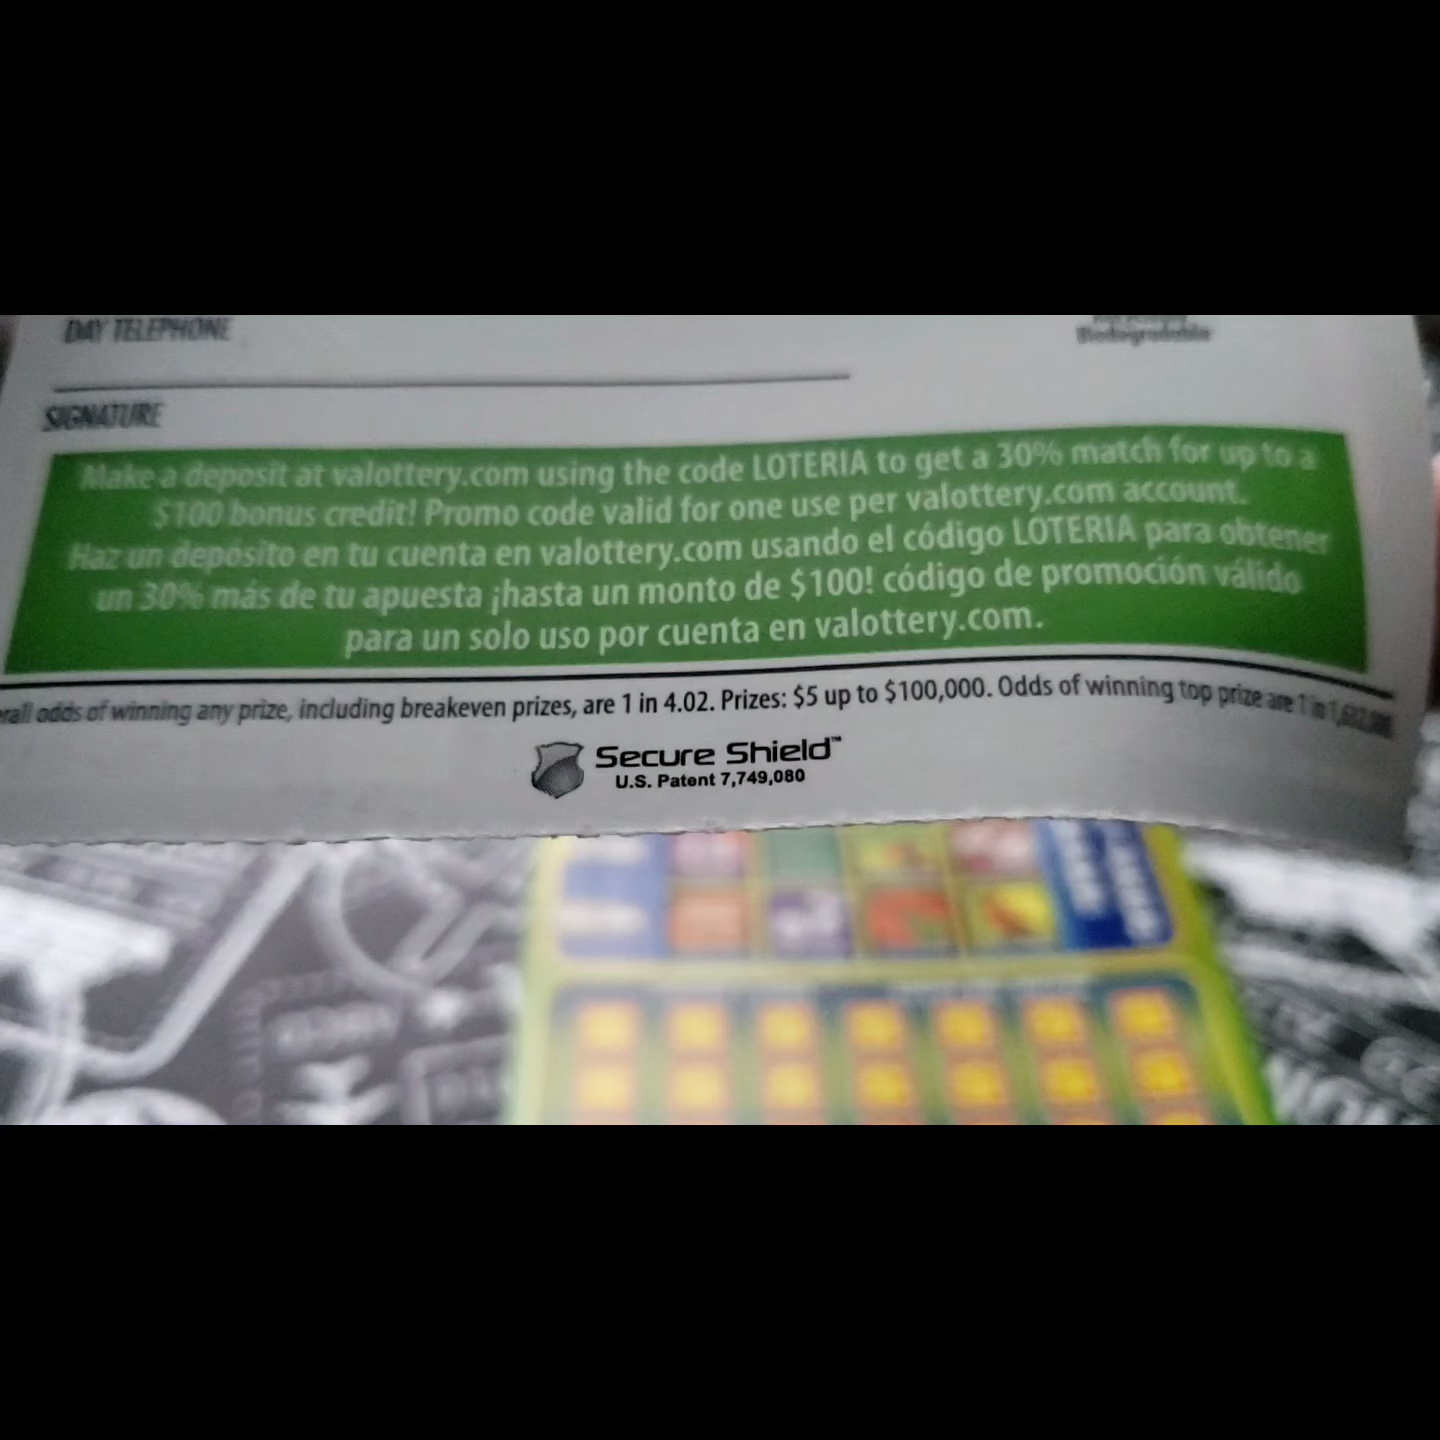 DAY TELEPHONE
Biodegradable
SIGNATURE
Make a deposit at valottery.com using the code LOTERIA to get a 30% match for up to a
$100 bonus credit! Promo code valid for one use per valottery.com account.
Haz un depósito en tu cuenta en valottery.com usando el código LOTERIA para obtener
un 30% más de tu apuesta ¡hasta un monto de $100! código de promoción válido
para un solo uso por cuenta en valottery.com.
odds of winning any prize, including breakeven prizes, are 1 in 4.02. Prizes: $5 up to $100,000. Odds of winning top prize are 1 in
Secure Shield™
U.S. Patent 7,749,080